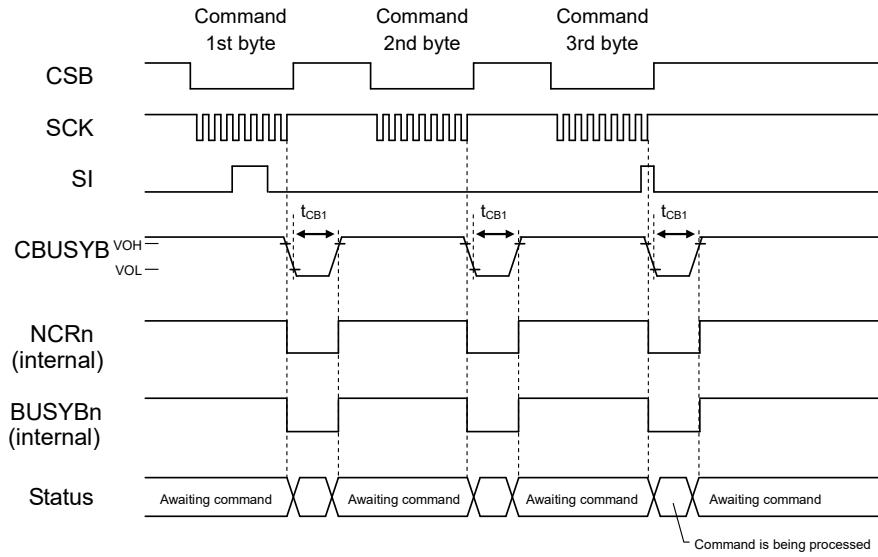 Command
1st byte
Command
2nd byte
Command
3rd byte
CSB
SCK
SI
tCB1
tCB1
tCB1
CBUSYB
VOH
VOL
NCRn
(internal)
BUSYBn
(internal)
Status
Awaiting command
Awaiting command
Awaiting command
Awaiting command
Command is being processed